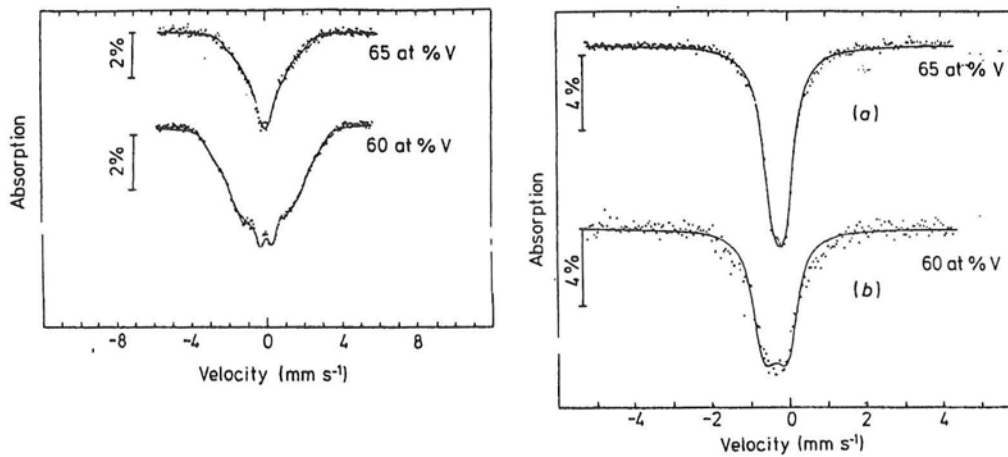 2%
65 at % V
2%
60 at % V
Absorption
-8
-4
0
4
8
Velocity (mm s⁻¹)
4%
65 at % V
(a)
4%
60 at % V
(b)
Absorption
-4
-2
0
2
4
Velocity (mm s⁻¹)